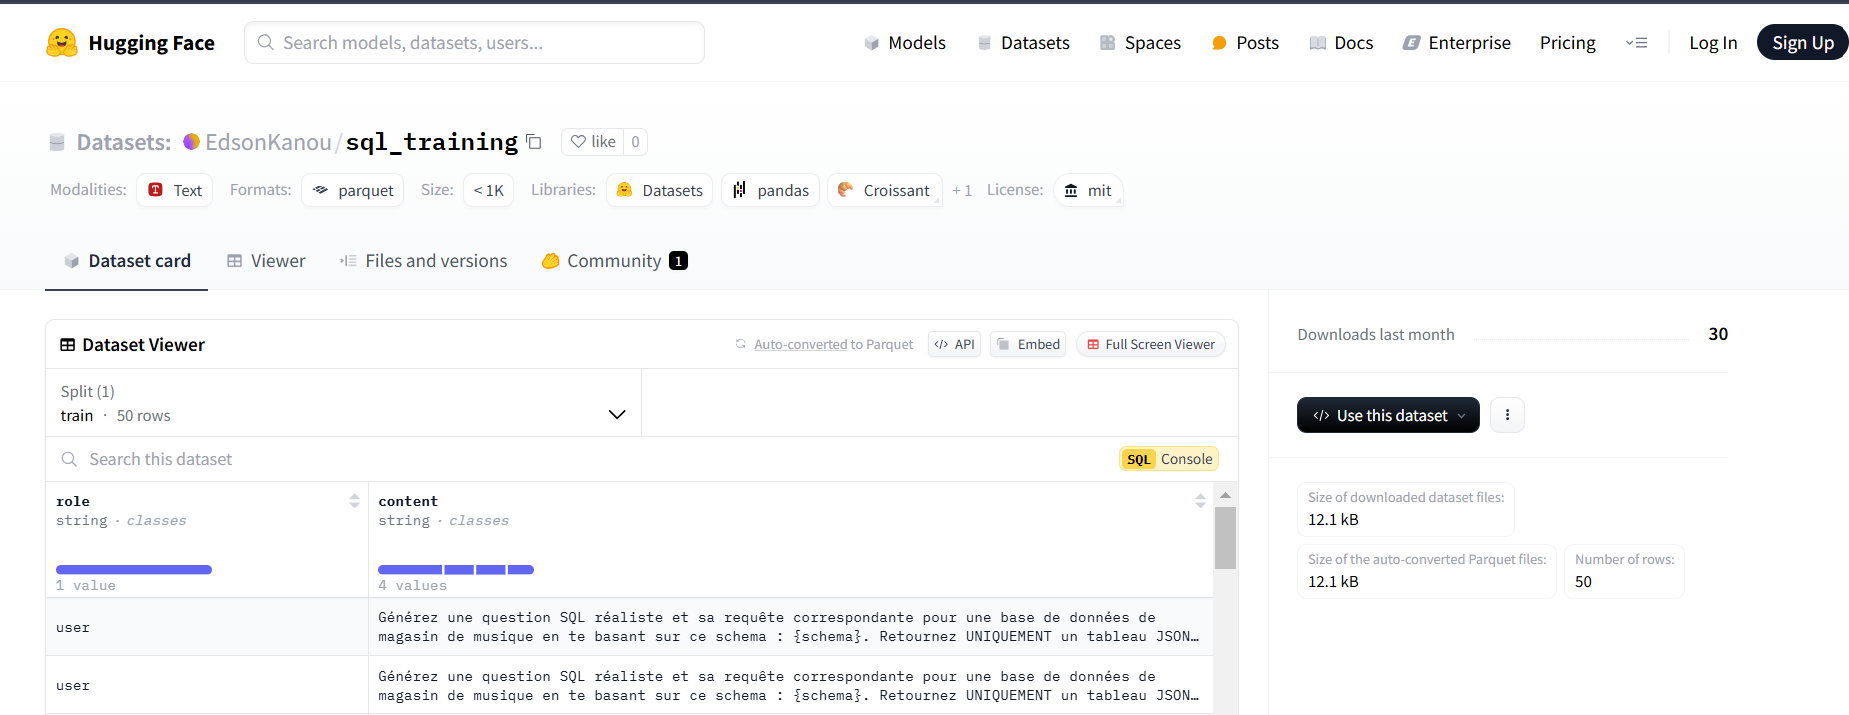 Hugging Face
Search models, datasets, users...
Models
Datasets
Spaces
Posts
Docs
Enterprise
Pricing
Log In
Sign Up
Datasets: EdsonKanou/sql_training
like 0
Modalities: Text
Formats: parquet
Size: < 1K
Libraries: Datasets pandas Croissant + 1
License: mit
Dataset card
Viewer
Files and versions
Community 1
Dataset Viewer
Auto-converted to Parquet
</> API
Embed
Full Screen Viewer
Split (1)
train · 50 rows
Search this dataset
SQL Console
role
string · classes
1 value
content
string · classes
4 values
user
Générez une question SQL réaliste et sa requête correspondante pour une base de données de
magasin de musique en te basant sur ce schema : {schema}. Retournez UNIQUEMENT un tableau JSON…
user
Générez une question SQL réaliste et sa requête correspondante pour une base de données de
magasin de musique en te basant sur ce schema : {schema}. Retournez UNIQUEMENT un tableau JSON…
Downloads last month
30
</> Use this dataset
Size of downloaded dataset files:
12.1 kB
Size of the auto-converted Parquet files:
12.1 kB
Number of rows:
50